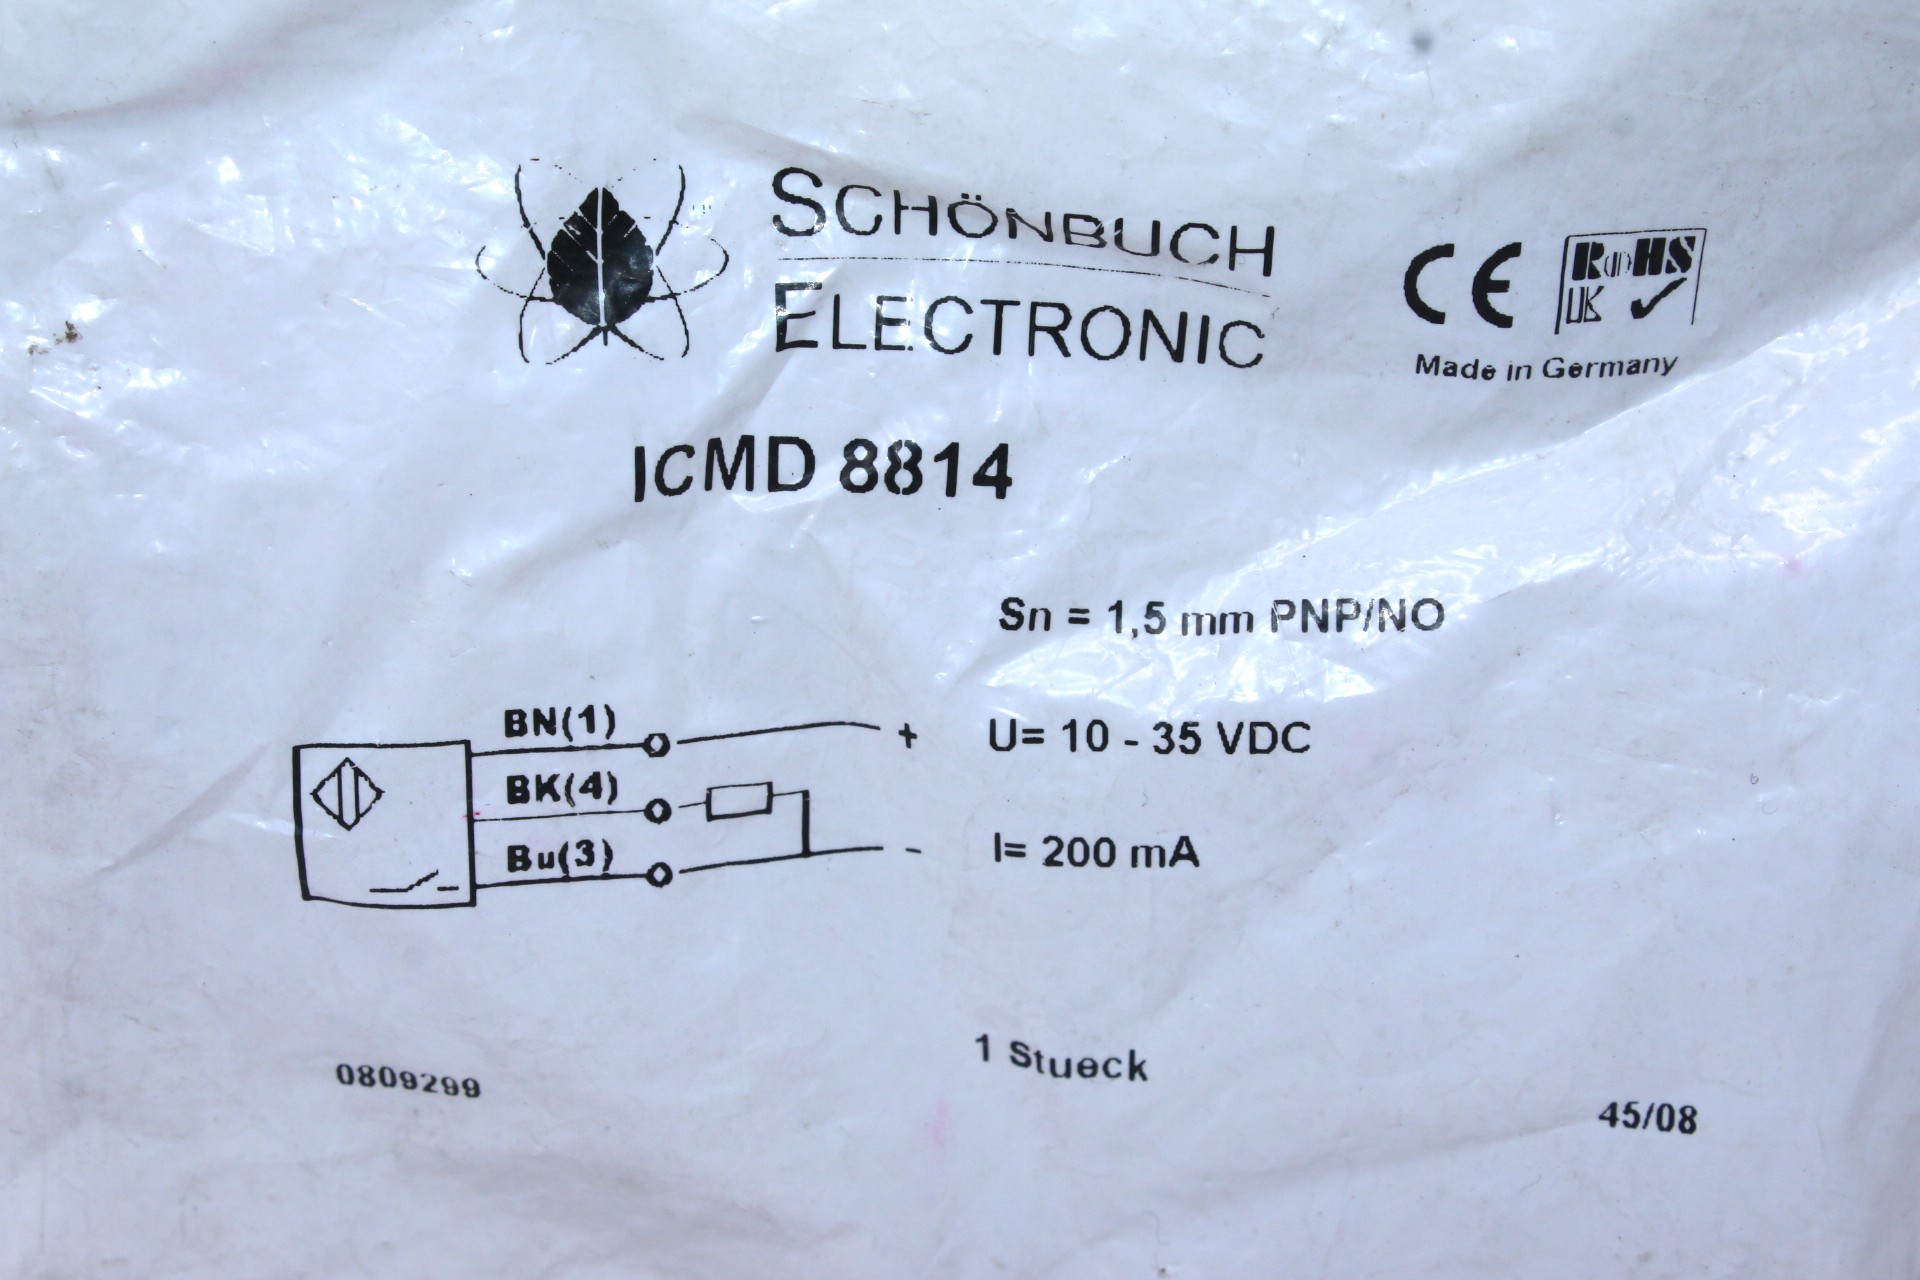 SCHÖNBUCH
ELECTRONIC
CE
RoHS
UK
Made in Germany
ICMD 8814
Sn = 1,5 mm PNP/NO
BN(1)
+
U= 10 - 35 VDC
BK(4)
Bu(3)
-
I= 200 mA
1 Stueck
0809299
45/08